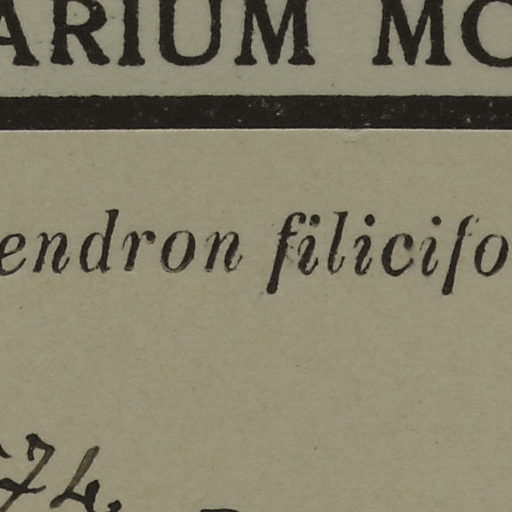 ARIUM MO
endron filicifo
74.